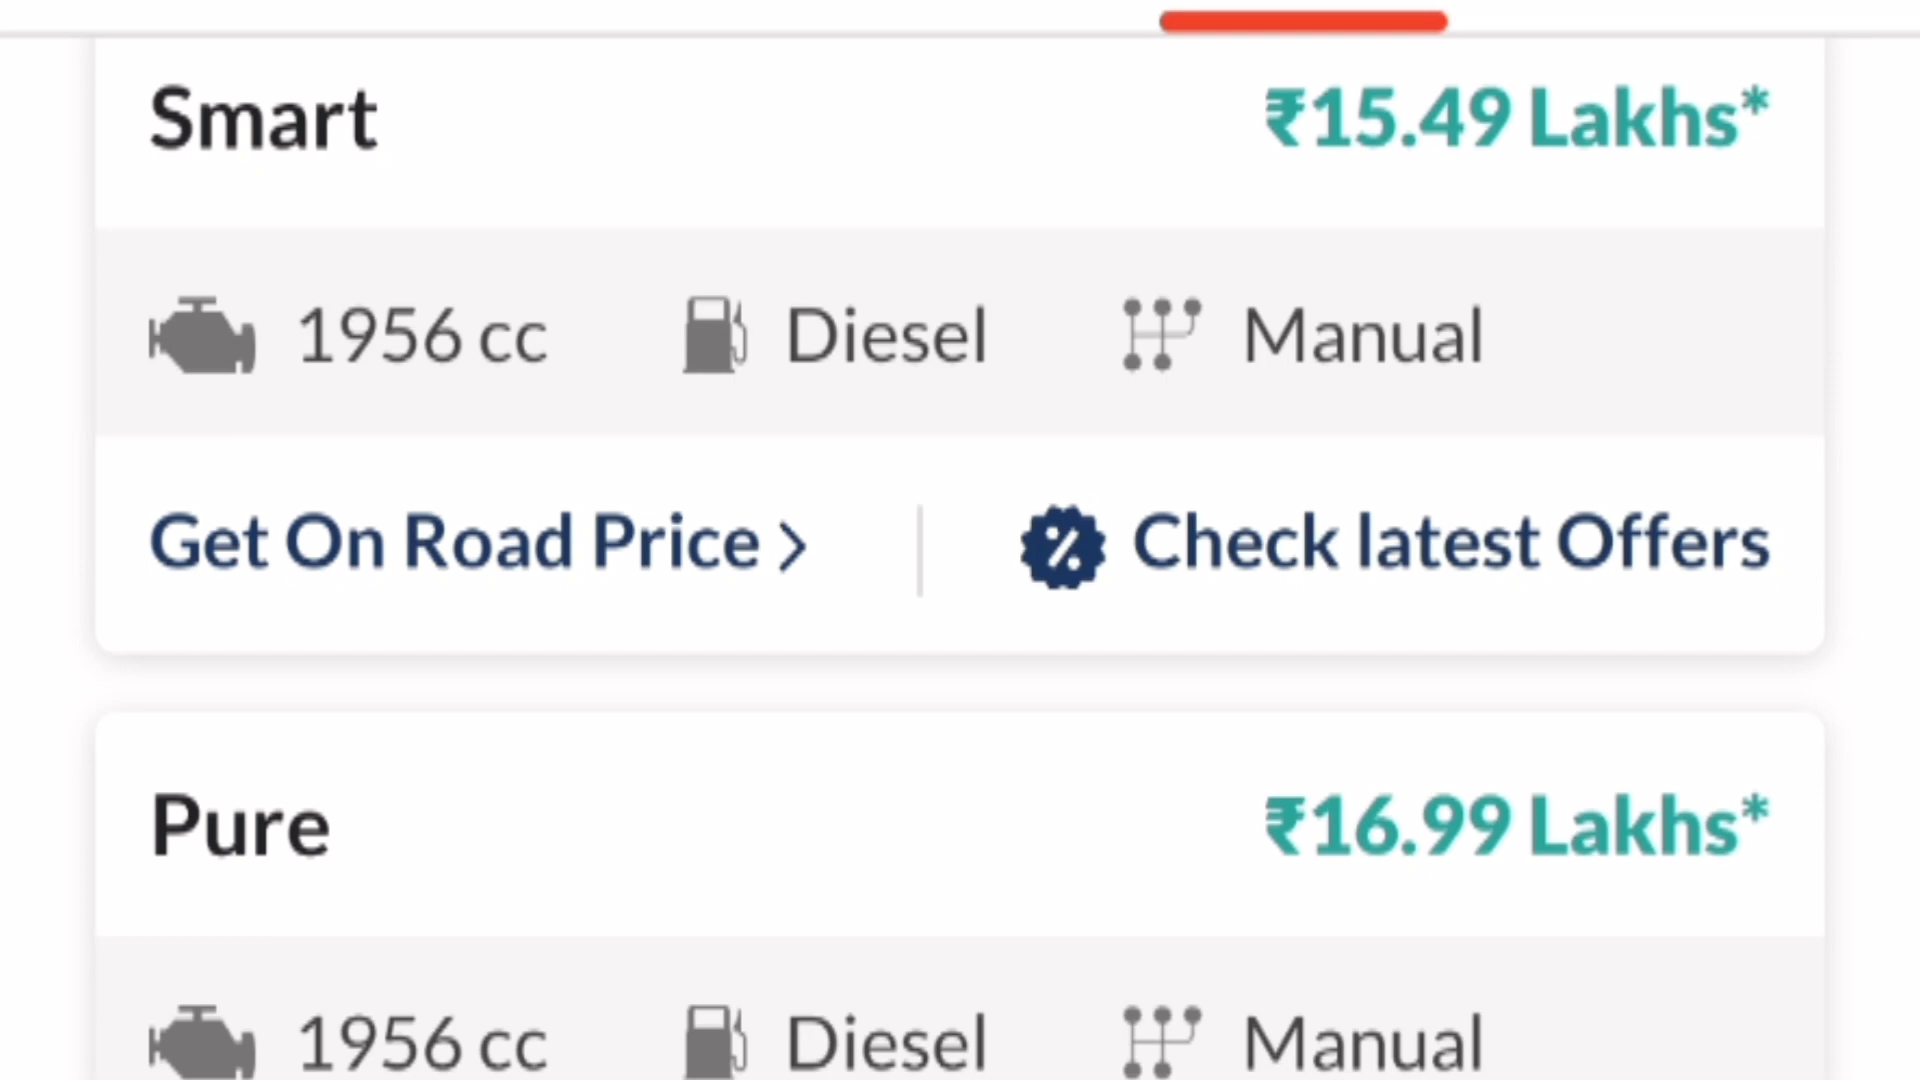 Smart ₹15.49 Lakhs*
1956 cc Diesel Manual
Get On Road Price > % Check latest Offers
Pure ₹16.99 Lakhs*
1956 cc Diesel Manual